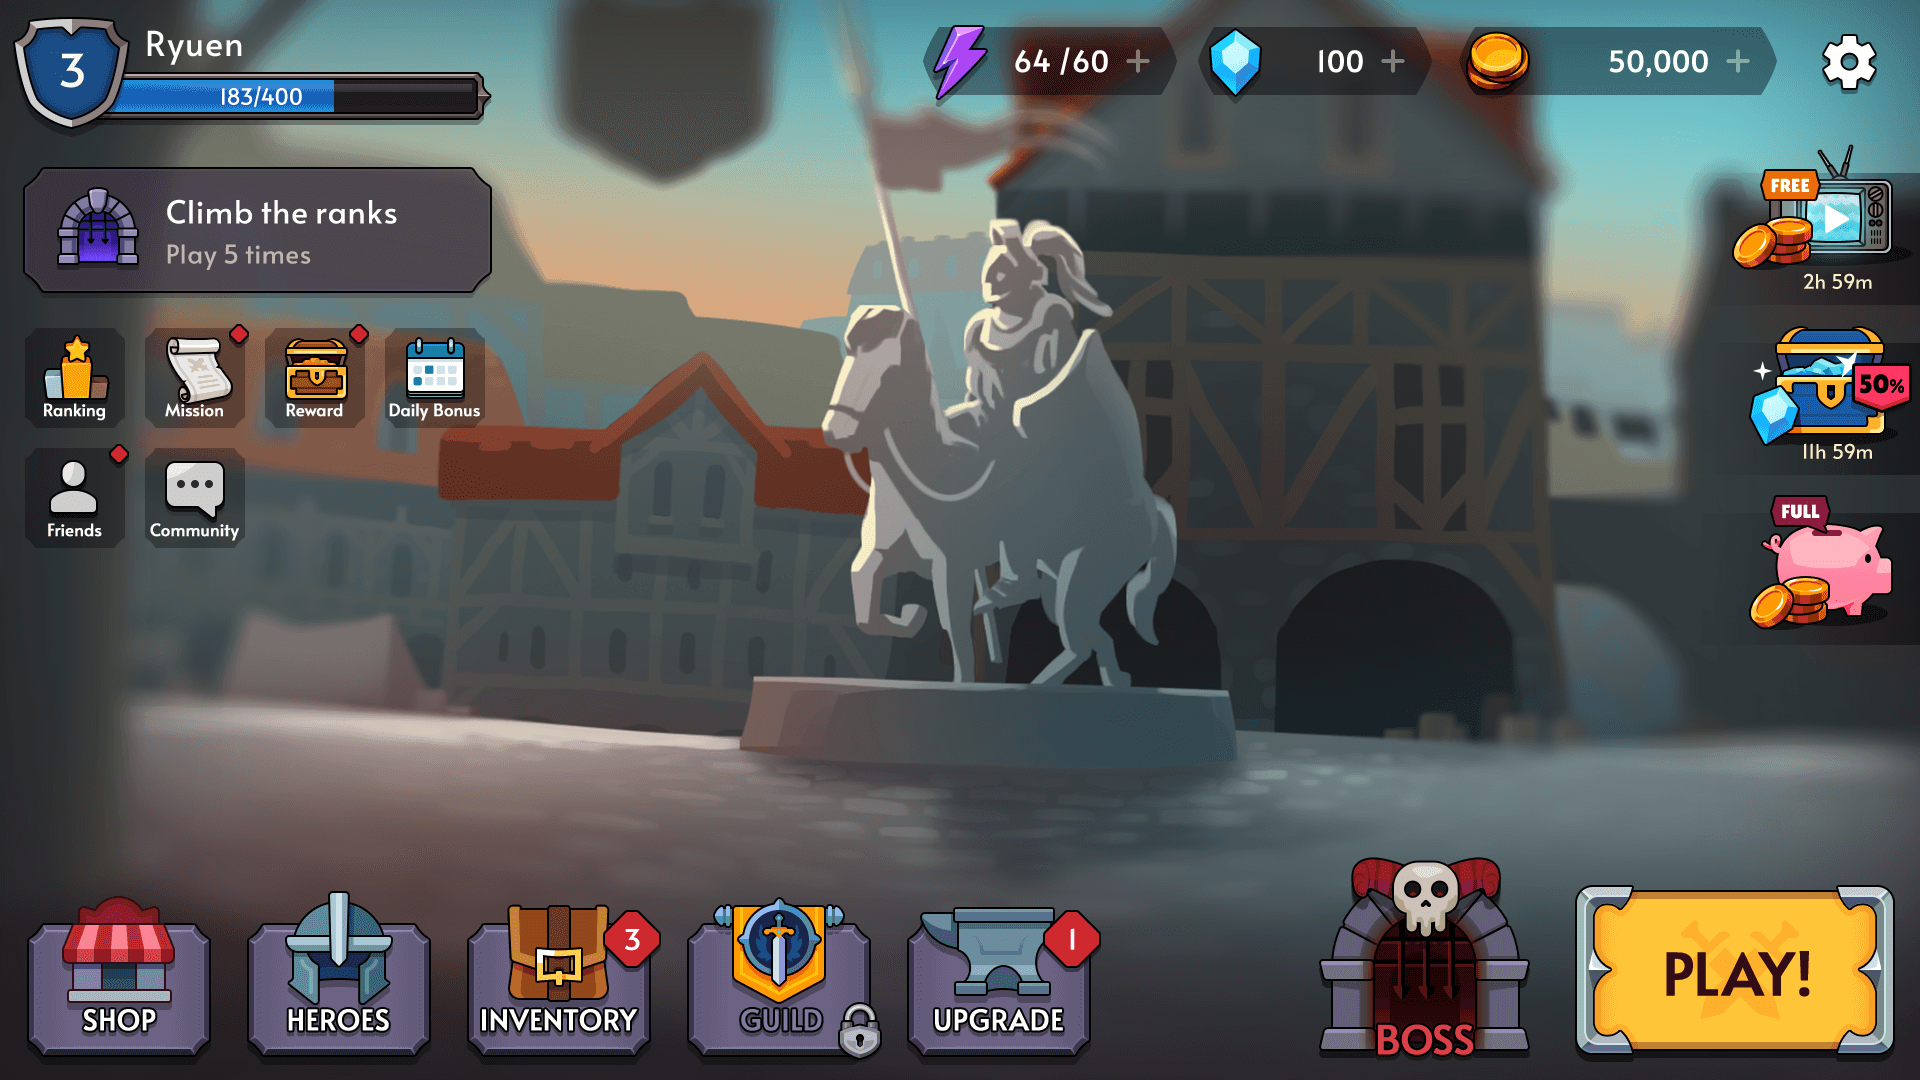 3
Ryuen
183/400
64 /60
100
50,000
Climb the ranks
Play 5 times
Ranking
Mission
Reward
Daily Bonus
Friends
Community
FREE
2h 59m
50%
11h 59m
FULL
SHOP
HEROES
3
INVENTORY
GUILD
1
UPGRADE
BOSS
PLAY!